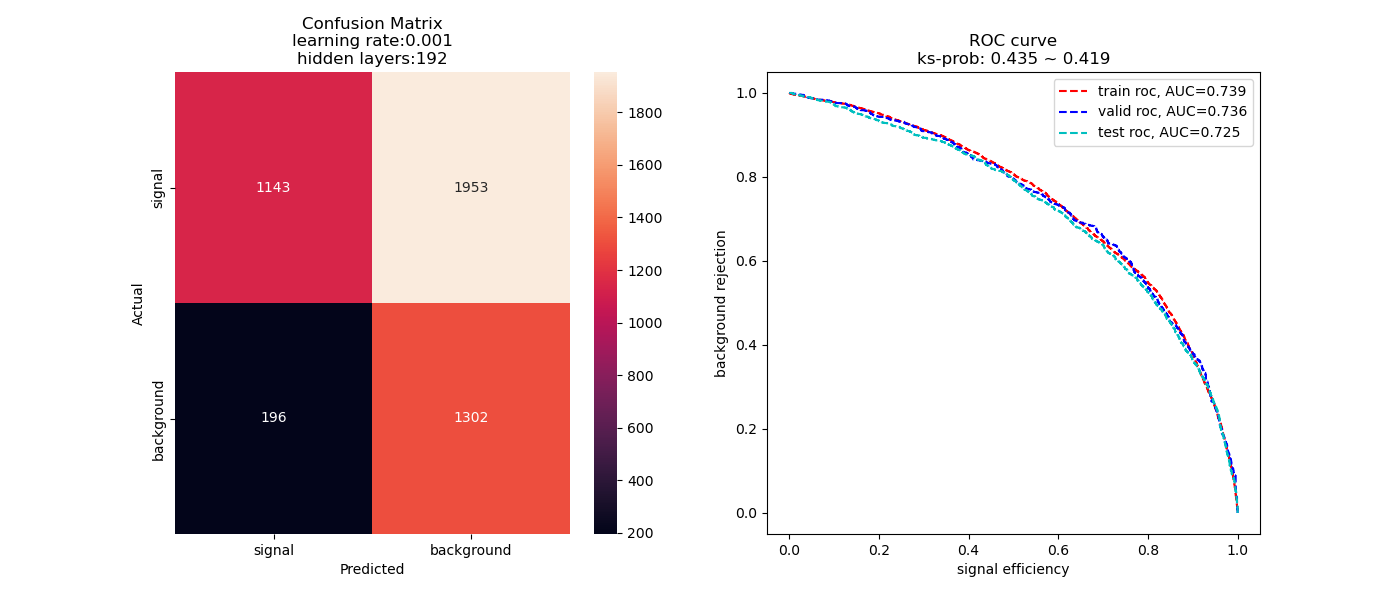 Confusion Matrix
learning rate:0.001
hidden layers:192
signal
background
Actual
1143
1953
196
1302
signal
background
Predicted
1800
1600
1400
1200
1000
800
600
400
200
ROC curve
ks-prob: 0.435 ~ 0.419
train roc, AUC=0.739
valid roc, AUC=0.736
test roc, AUC=0.725
background rejection
1.0
0.8
0.6
0.4
0.2
0.0
0.0
0.2
0.4
0.6
0.8
1.0
signal efficiency